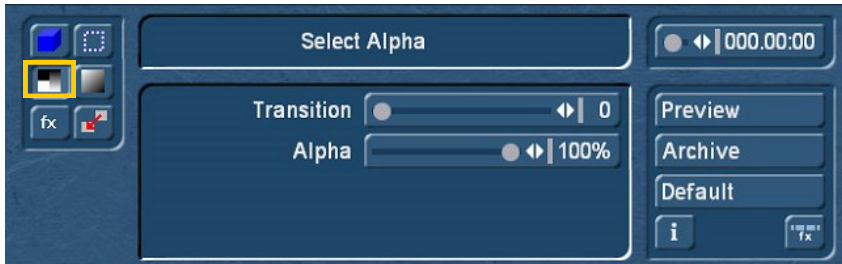 Select Alpha
000.00:00
Transition 0
Alpha 100%
fx
Preview
Archive
Default
i
fx